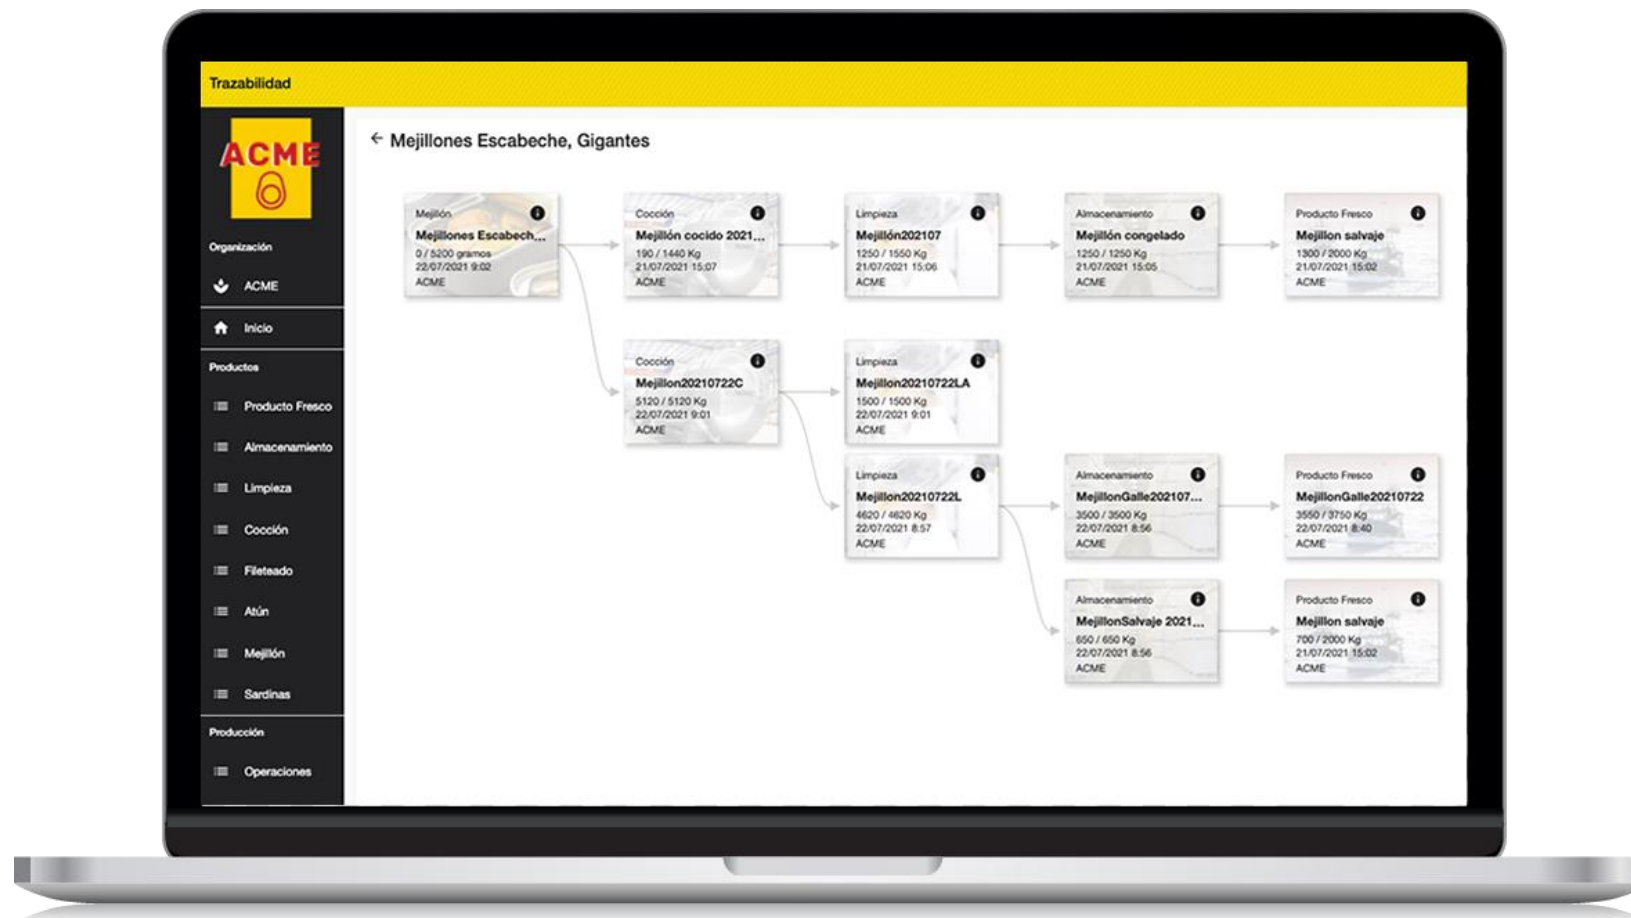 Trazabilidad
ACME
Organización
ACME
Inicio
Productos
Producto Fresco
Almacenamiento
Limpieza
Cocción
Fileteado
Atún
Mejillón
Sardinas
Producción
Operaciones
← Mejillones Escabeche, Gigantes
Mejillón
Mejillones Escabech...
0 / 5200 gramos
22/07/2021 9:02
ACME
Cocción
Mejillón cocido 2021...
190 / 1440 Kg
21/07/2021 15:07
ACME
Limpieza
Mejillón202107
1250 / 1550 Kg
21/07/2021 15:06
ACME
Almacenamiento
Mejillón congelado
1250 / 1250 Kg
21/07/2021 15:05
ACME
Producto Fresco
Mejillon salvaje
1300 / 2000 Kg
21/07/2021 15:02
ACME
Cocción
Mejillon20210722C
5120 / 5120 Kg
22/07/2021 9:01
ACME
Limpieza
Mejillon20210722LA
1500 / 1500 Kg
22/07/2021 9:01
ACME
Limpieza
Mejillon20210722L
4620 / 4620 Kg
22/07/2021 8:57
ACME
Almacenamiento
MejillonGalle202107...
3500 / 3500 Kg
22/07/2021 8:56
ACME
Producto Fresco
MejillonGalle20210722
3550 / 3750 Kg
22/07/2021 8:40
ACME
Almacenamiento
MejillonSalvaje 2021...
650 / 650 Kg
22/07/2021 8:56
ACME
Producto Fresco
Mejillon salvaje
700 / 2000 Kg
21/07/2021 15:02
ACME